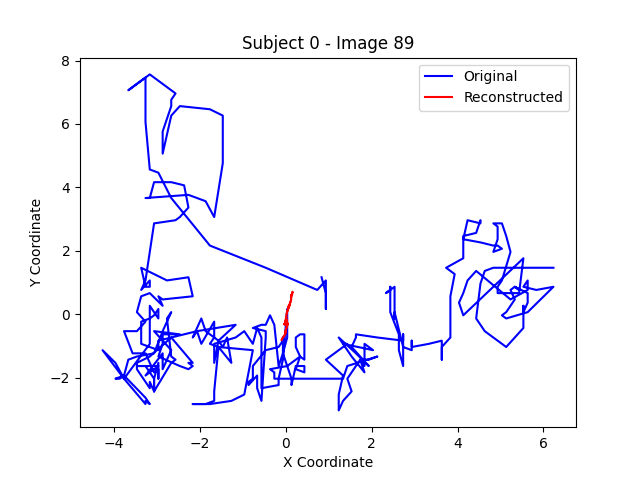 Subject 0 - Image 89
Original
Reconstructed
Y Coordinate
8
6
4
2
0
−2
−4
−2
0
2
4
6
X Coordinate